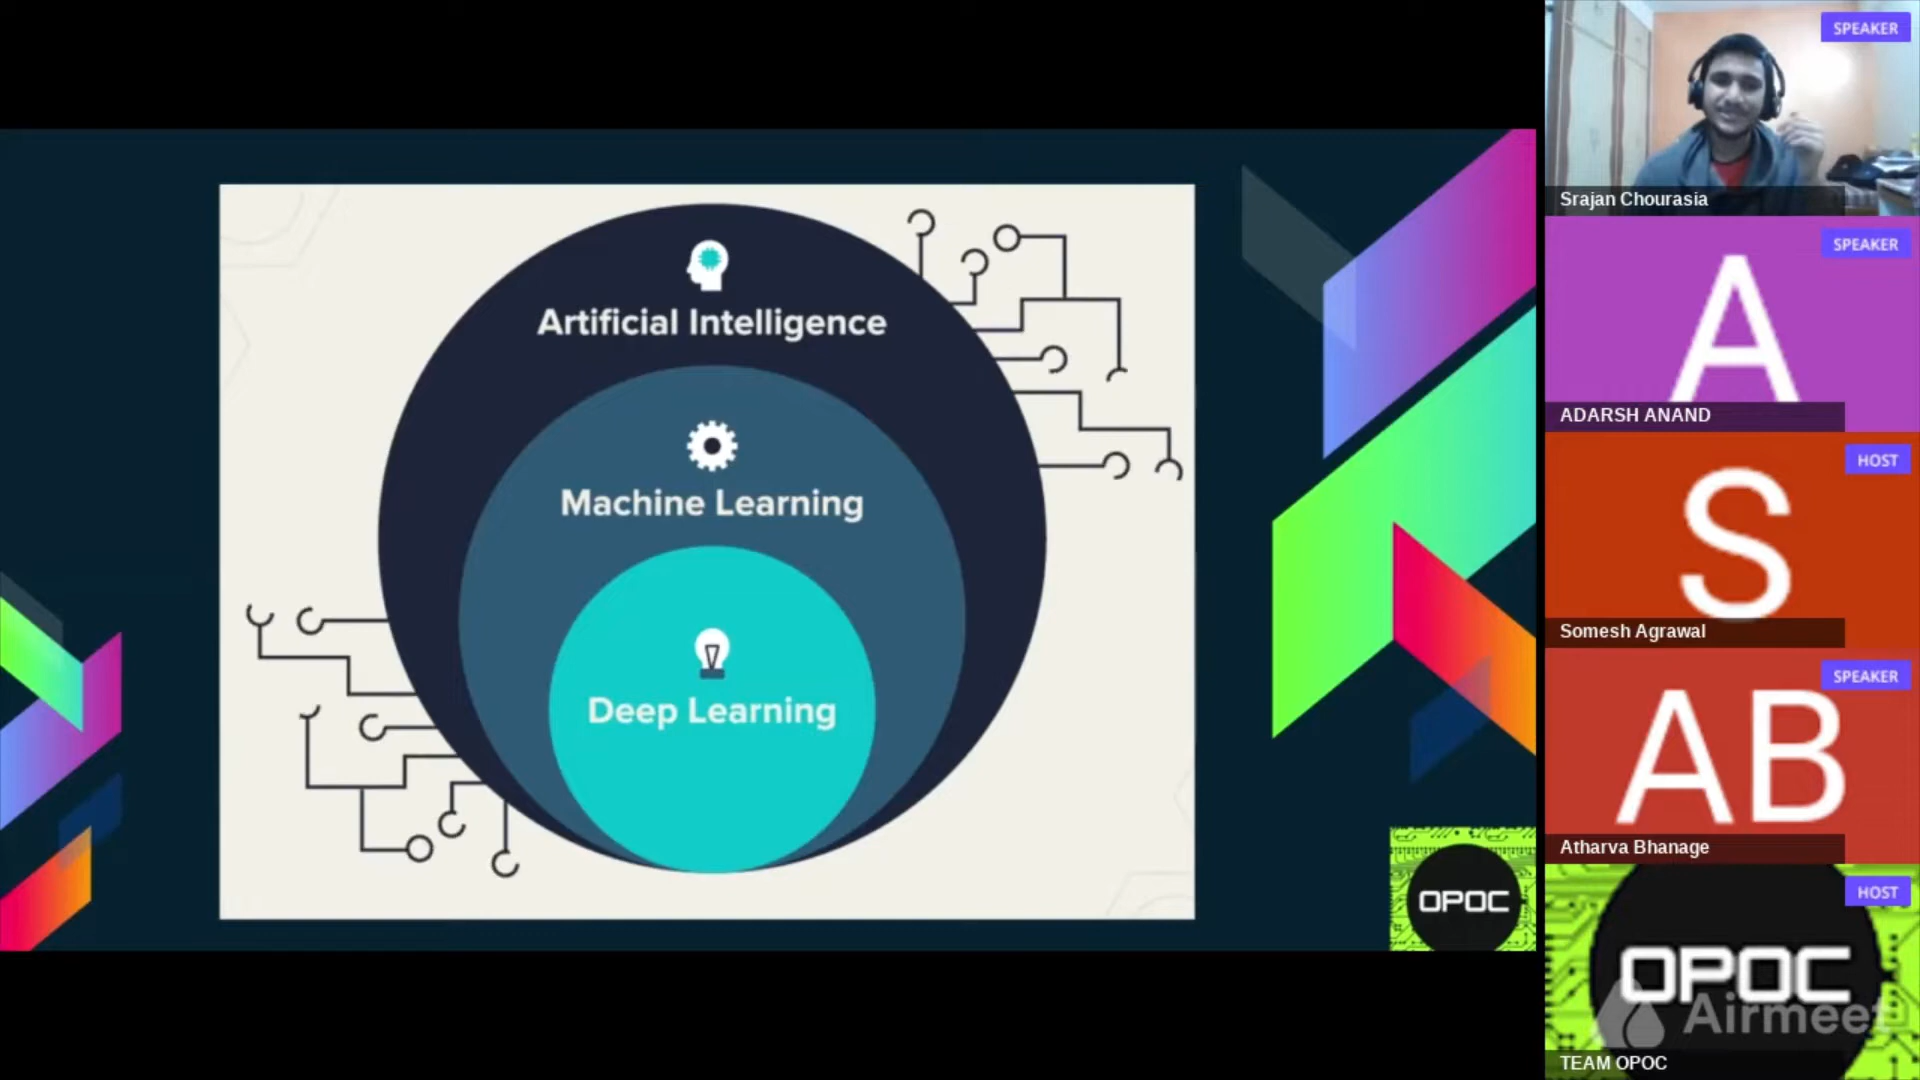 Artificial Intelligence
Machine Learning
Deep Learning
OPOC
SPEAKER
Srajan Chourasia
SPEAKER
A
ADARSH ANAND
HOST
S
Somesh Agrawal
SPEAKER
AB
Atharva Bhanage
HOST
OPOC
Airmeet
TEAM OPOC